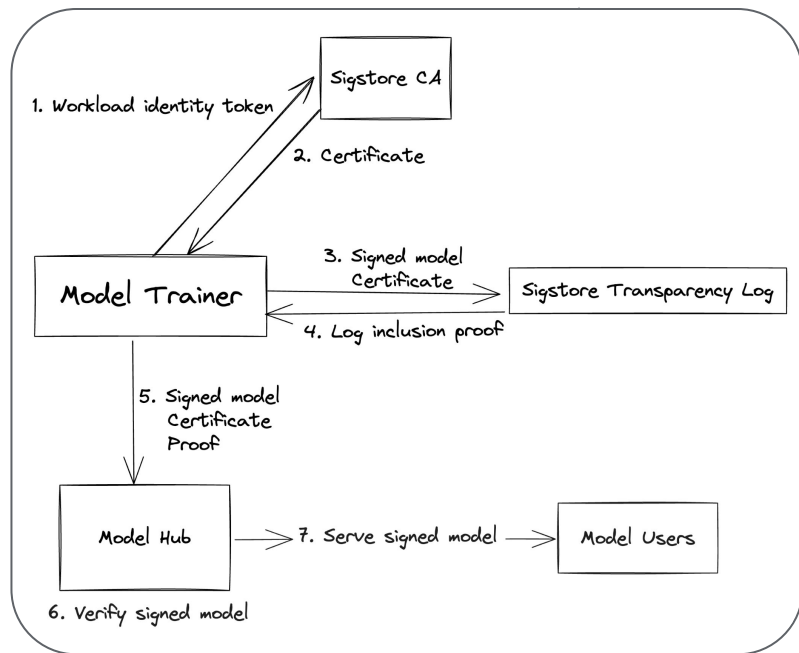 Sigstore CA
1. Workload identity token
2. Certificate
Model Trainer
3. Signed model
Certificate
Sigstore Transparency Log
4. Log inclusion proof
5. Signed model
Certificate
Proof
Model Hub
7. Serve signed model
Model Users
6. Verify signed model